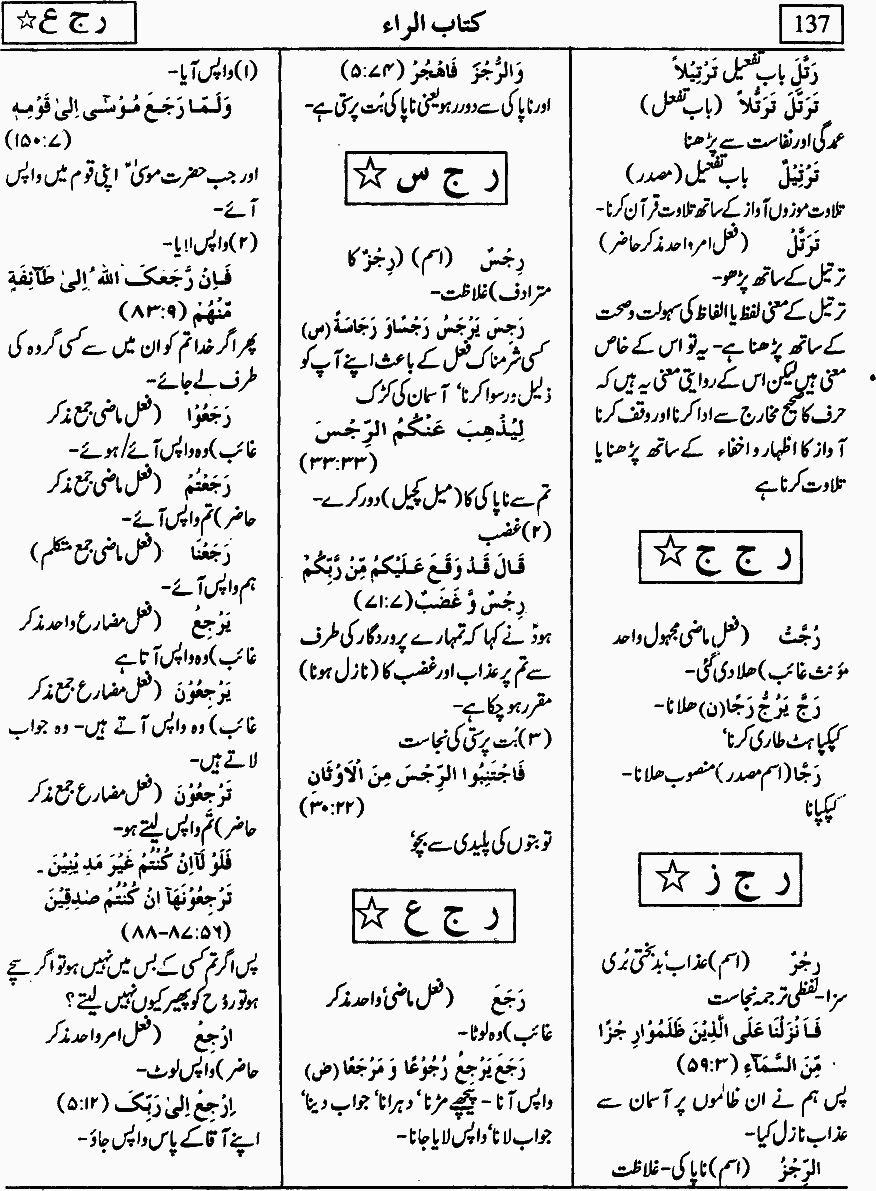 137
کتاب الراء
ر ج ع ☆
رَتَّلَ باب تفعیل تَرْتِیْلاً
تَرَتَّلَ تَرَتُّلاً (باب تفعل)
عمدگی اور نفاست سے پڑھنا
تَرْتِیْلٌ باب تفعیل (مصدر)
تلاوت موزوں آواز کے ساتھ تلاوت قرآن کرنا-
تَرَتَّلْ (فعل امر واحد مذکر حاضر)
ترتیل کے ساتھ پڑھو-
ترتیل کے معنی لفظ یا الفاظ کی سہولت و صحت
کے ساتھ پڑھنا ہے- یہ تو اس کے خاص
معنی ہیں لیکن اس کے روایتی معنی یہ ہیں کہ
حرف کا صحیح مخارج سے ادا کرنا اور وقف کرنا
آواز کا اظہار و اخفاء کے ساتھ پڑھنا یا
تلاوت کرنا ہے
ر ج ج ☆
رُجَّتْ (فعل ماضی مجہول واحد
مؤنث غائب) ھلا دی گئی-
رَجَّ یَرُجُّ رَجًّا (ن) ھلانا-
کپکپاہٹ طاری کرنا'
رَجًّا (اسم مصدر) منصوب ھلانا-
کپکپانا
ر ج ز ☆
رِجْزٌ (اسم) عذاب' بدبختی بُری
سزا- لفظی ترجمہ نجاست
فَاَنْزَلْنَا عَلَی الَّذِیْنَ ظَلَمُوْا رِجْزًا
مِّنَ السَّمَآءِ (۵۹:۳)
پس ہم نے ان ظالموں پر آسمان سے
عذاب نازل کیا-
الرِّجْزُ (اسم) ناپاکی- غلاظت
وَالرُّجْزَ فَاهْجُرْ (۵:۷۴)
اور ناپاکی سے دور رہو یعنی ناپاکی بُت پرستی ہے-
ر ج س ☆
رِجْسٌ (اسم) (رِجْزٌ کا
مترادف) غلاظت-
رَجِسَ یَرْجَسُ رَجْسًا وَ رَجَاسَةً (س)
کسی شرمناک فعل کے باعث اپنے آپ کو
ذلیل و رسوا کرنا' آسمان کی کڑک
لِیُذْهِبَ عَنْکُمُ الرِّجْسَ
(۳۳:۳۳)
تم سے ناپاکی کا (میل کچیل) دور کرے-
(۲) غضب
قَالَ قَدْ وَقَعَ عَلَیْکُمْ مِّنْ رَّبِّکُمْ
رِجْسٌ وَّ غَضَبٌ (۷۱:۷)
ہودؑ نے کہا کہ تمہارے پروردگار کی طرف
سے تم پر عذاب اور غضب کا (نازل ہونا)
مقرر ہو چکا ہے-
(۳) بُت پرستی کی نجاست
فَاجْتَنِبُوا الرِّجْسَ مِنَ الْاَوْثَانِ
(۳۰:۲۲)
تو بتوں کی پلیدی سے بچو'
ر ج ع ☆
رَجَعَ (فعل ماضی' واحد مذکر
غائب) وہ لوٹا-
رَجَعَ یَرْجِعُ رُجُوْعًا وَ مَرْجَعًا (ض)
واپس آنا- پیچھے مڑنا' دہرانا' جواب دینا'
جواب لانا' واپس لایا جانا-
(۱) واپس آیا-
وَلَمَّا رَجَعَ مُوْسٰی اِلیٰ قَوْمِهٖ
(۱۵۰:۷)
اور جب حضرت موسیٰؑ اپنی قوم میں واپس
آئے-
(۲) واپس لایا-
فَاِنْ رَّجَعَکَ اللّٰهُ اِلیٰ طَآئِفَةٍ
مِّنْهُمْ (۸۳:۹)
پھر اگر خدا تم کو ان میں سے کسی گروہ کی
طرف لے جائے-
رَجَعُوْا (فعل ماضی جمع مذکر
غائب) وہ واپس آئے/ہوئے-
رَجَعْتُمْ (فعل ماضی جمع مذکر
حاضر) تم واپس آئے-
رَجَعْنَا (فعل ماضی جمع متکلم)
ہم واپس آئے-
یَرْجِعُ (فعل مضارع واحد مذکر
غائب) وہ واپس آتا ہے
یَرْجِعُوْنَ (فعل مضارع جمع مذکر
غائب) وہ واپس آتے ہیں- وہ جواب
لاتے ہیں-
تَرْجِعُوْنَ (فعل مضارع جمع مذکر
حاضر) تم واپس لیتے ہو-
فَلَوْ لَآ اِنْ کُنْتُمْ غَیْرَ مَدِیْنِیْنَ ۔
تَرْجِعُوْنَهَآ اِنْ کُنْتُمْ صٰدِقِیْنَ
(۸۸-۸۷:۵۶)
پس اگر تم کسی کے بس میں نہیں ہو تو اگر سچے
ہو تو رُوح کو پھیر کیوں نہیں لیتے؟
اِرْجِعْ (فعل امر واحد مذکر
حاضر) واپس لوٹ-
اِرْجِعْ اِلیٰ رَبِّکَ (۵:۱۲)
اپنے آقا کے پاس واپس جاؤ-